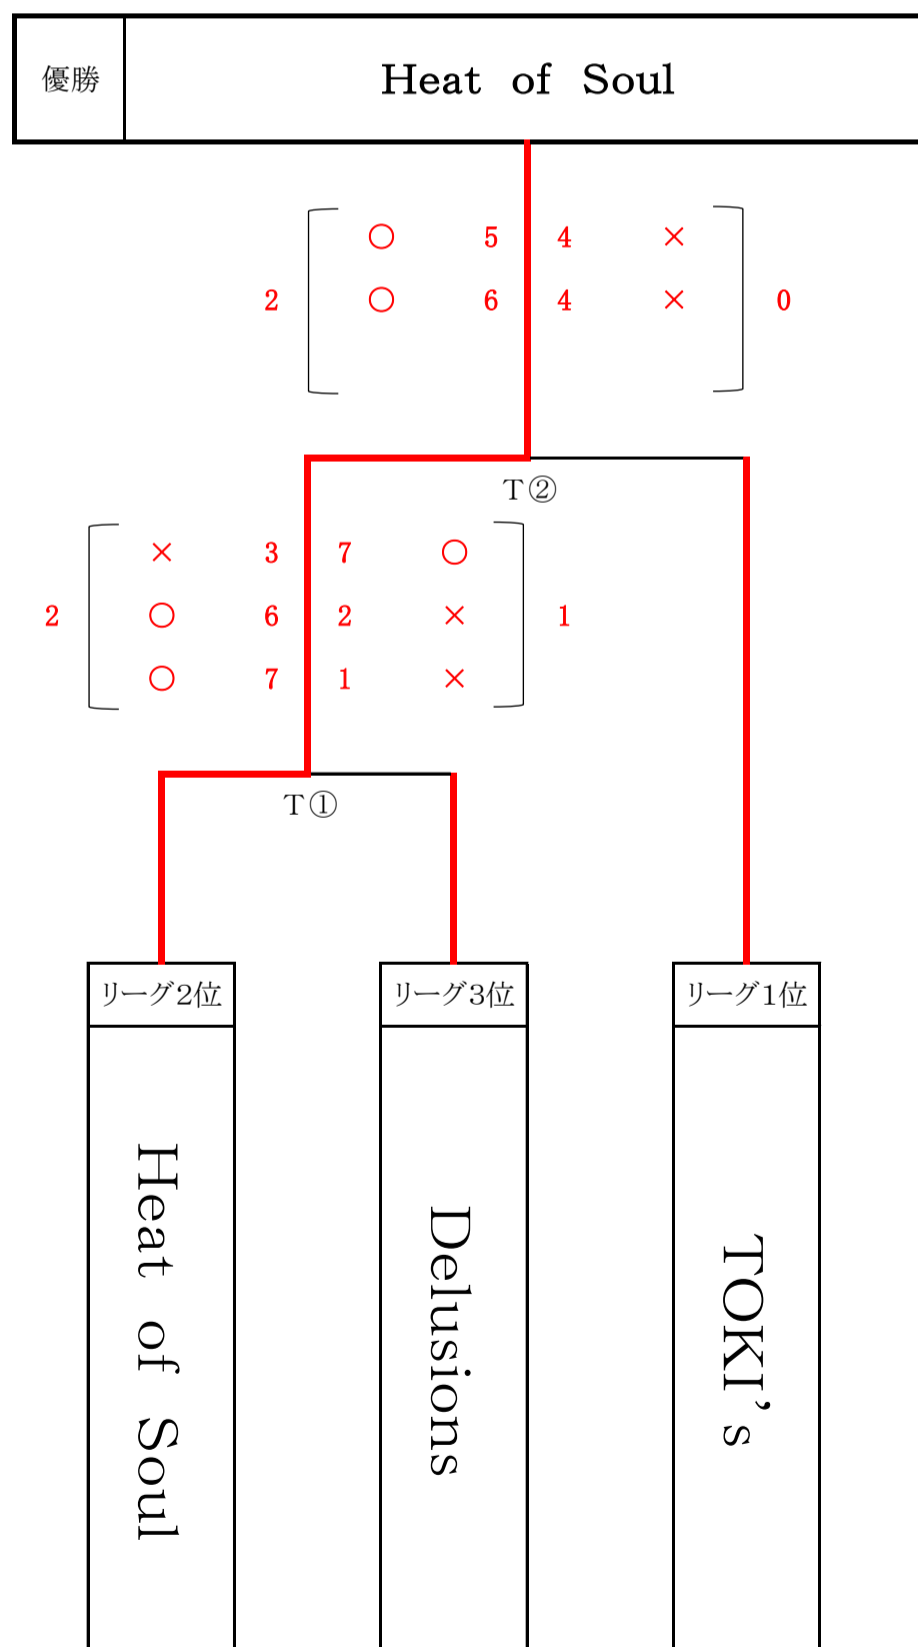 優勝 Heat of Soul
○ 5 4 ×
2 ○ 6 4 × 0
T②
× 3 7 ○
2 ○ 6 2 × 1
○ 7 1 ×
T①
リーグ2位 リーグ3位 リーグ1位
Heat of Soul
Delusions
TOKI's